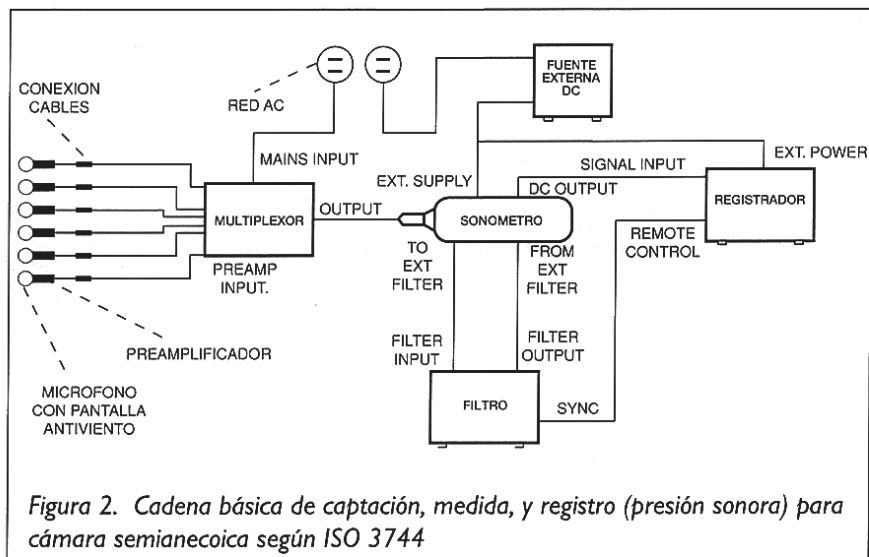 FUENTE
EXTERNA
DC
CONEXION
CABLES
RED AC
MAINS INPUT
EXT. SUPPLY
SIGNAL INPUT
DC OUTPUT
EXT. POWER
MULTIPLEXOR
OUTPUT
SONOMETRO
REGISTRADOR
PREAMP
INPUT.
TO
EXT
FILTER
FROM
EXT
FILTER
REMOTE
CONTROL
PREAMPLIFICADOR
FILTER
INPUT
FILTER
OUTPUT
MICROFONO
CON PANTALLA
ANTIVIENTO
FILTRO
SYNC
Figura 2. Cadena básica de captación, medida, y registro (presión sonora) para
cámara semianecoica según ISO 3744